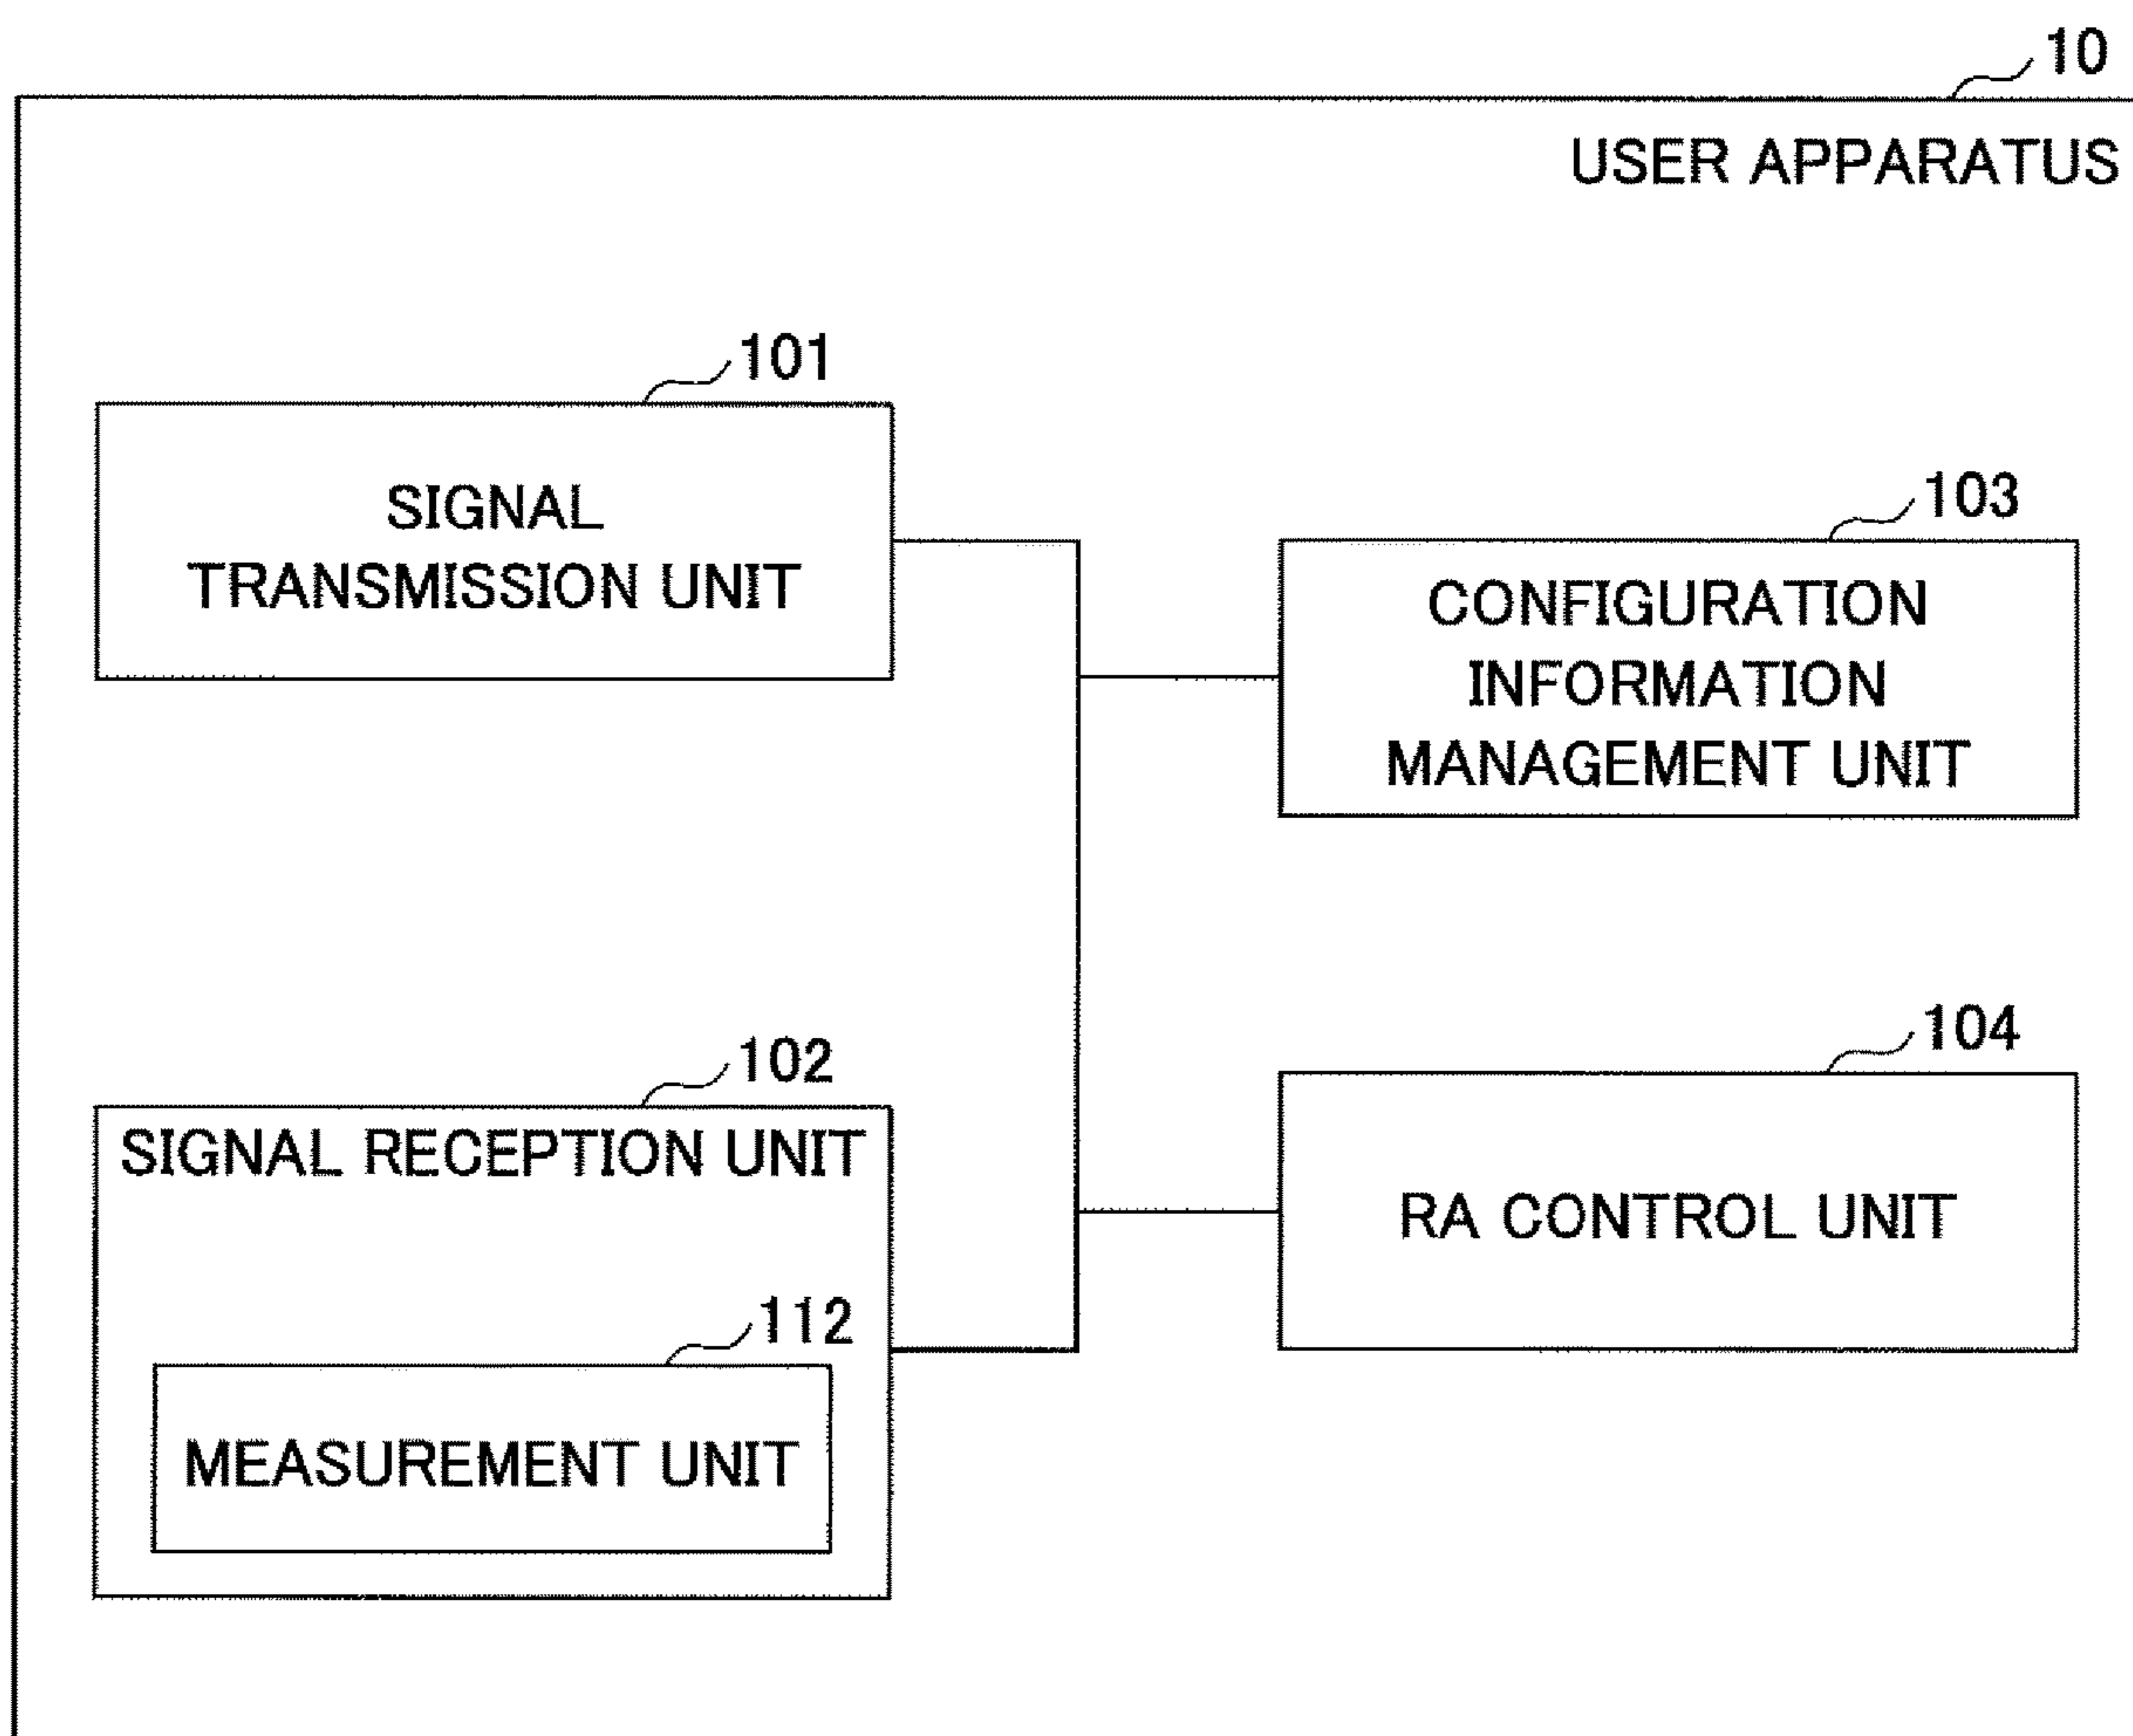 10
USER APPARATUS
101
SIGNAL
TRANSMISSION UNIT
103
CONFIGURATION
INFORMATION
MANAGEMENT UNIT
102
SIGNAL RECEPTION UNIT
112
MEASUREMENT UNIT
104
RA CONTROL UNIT